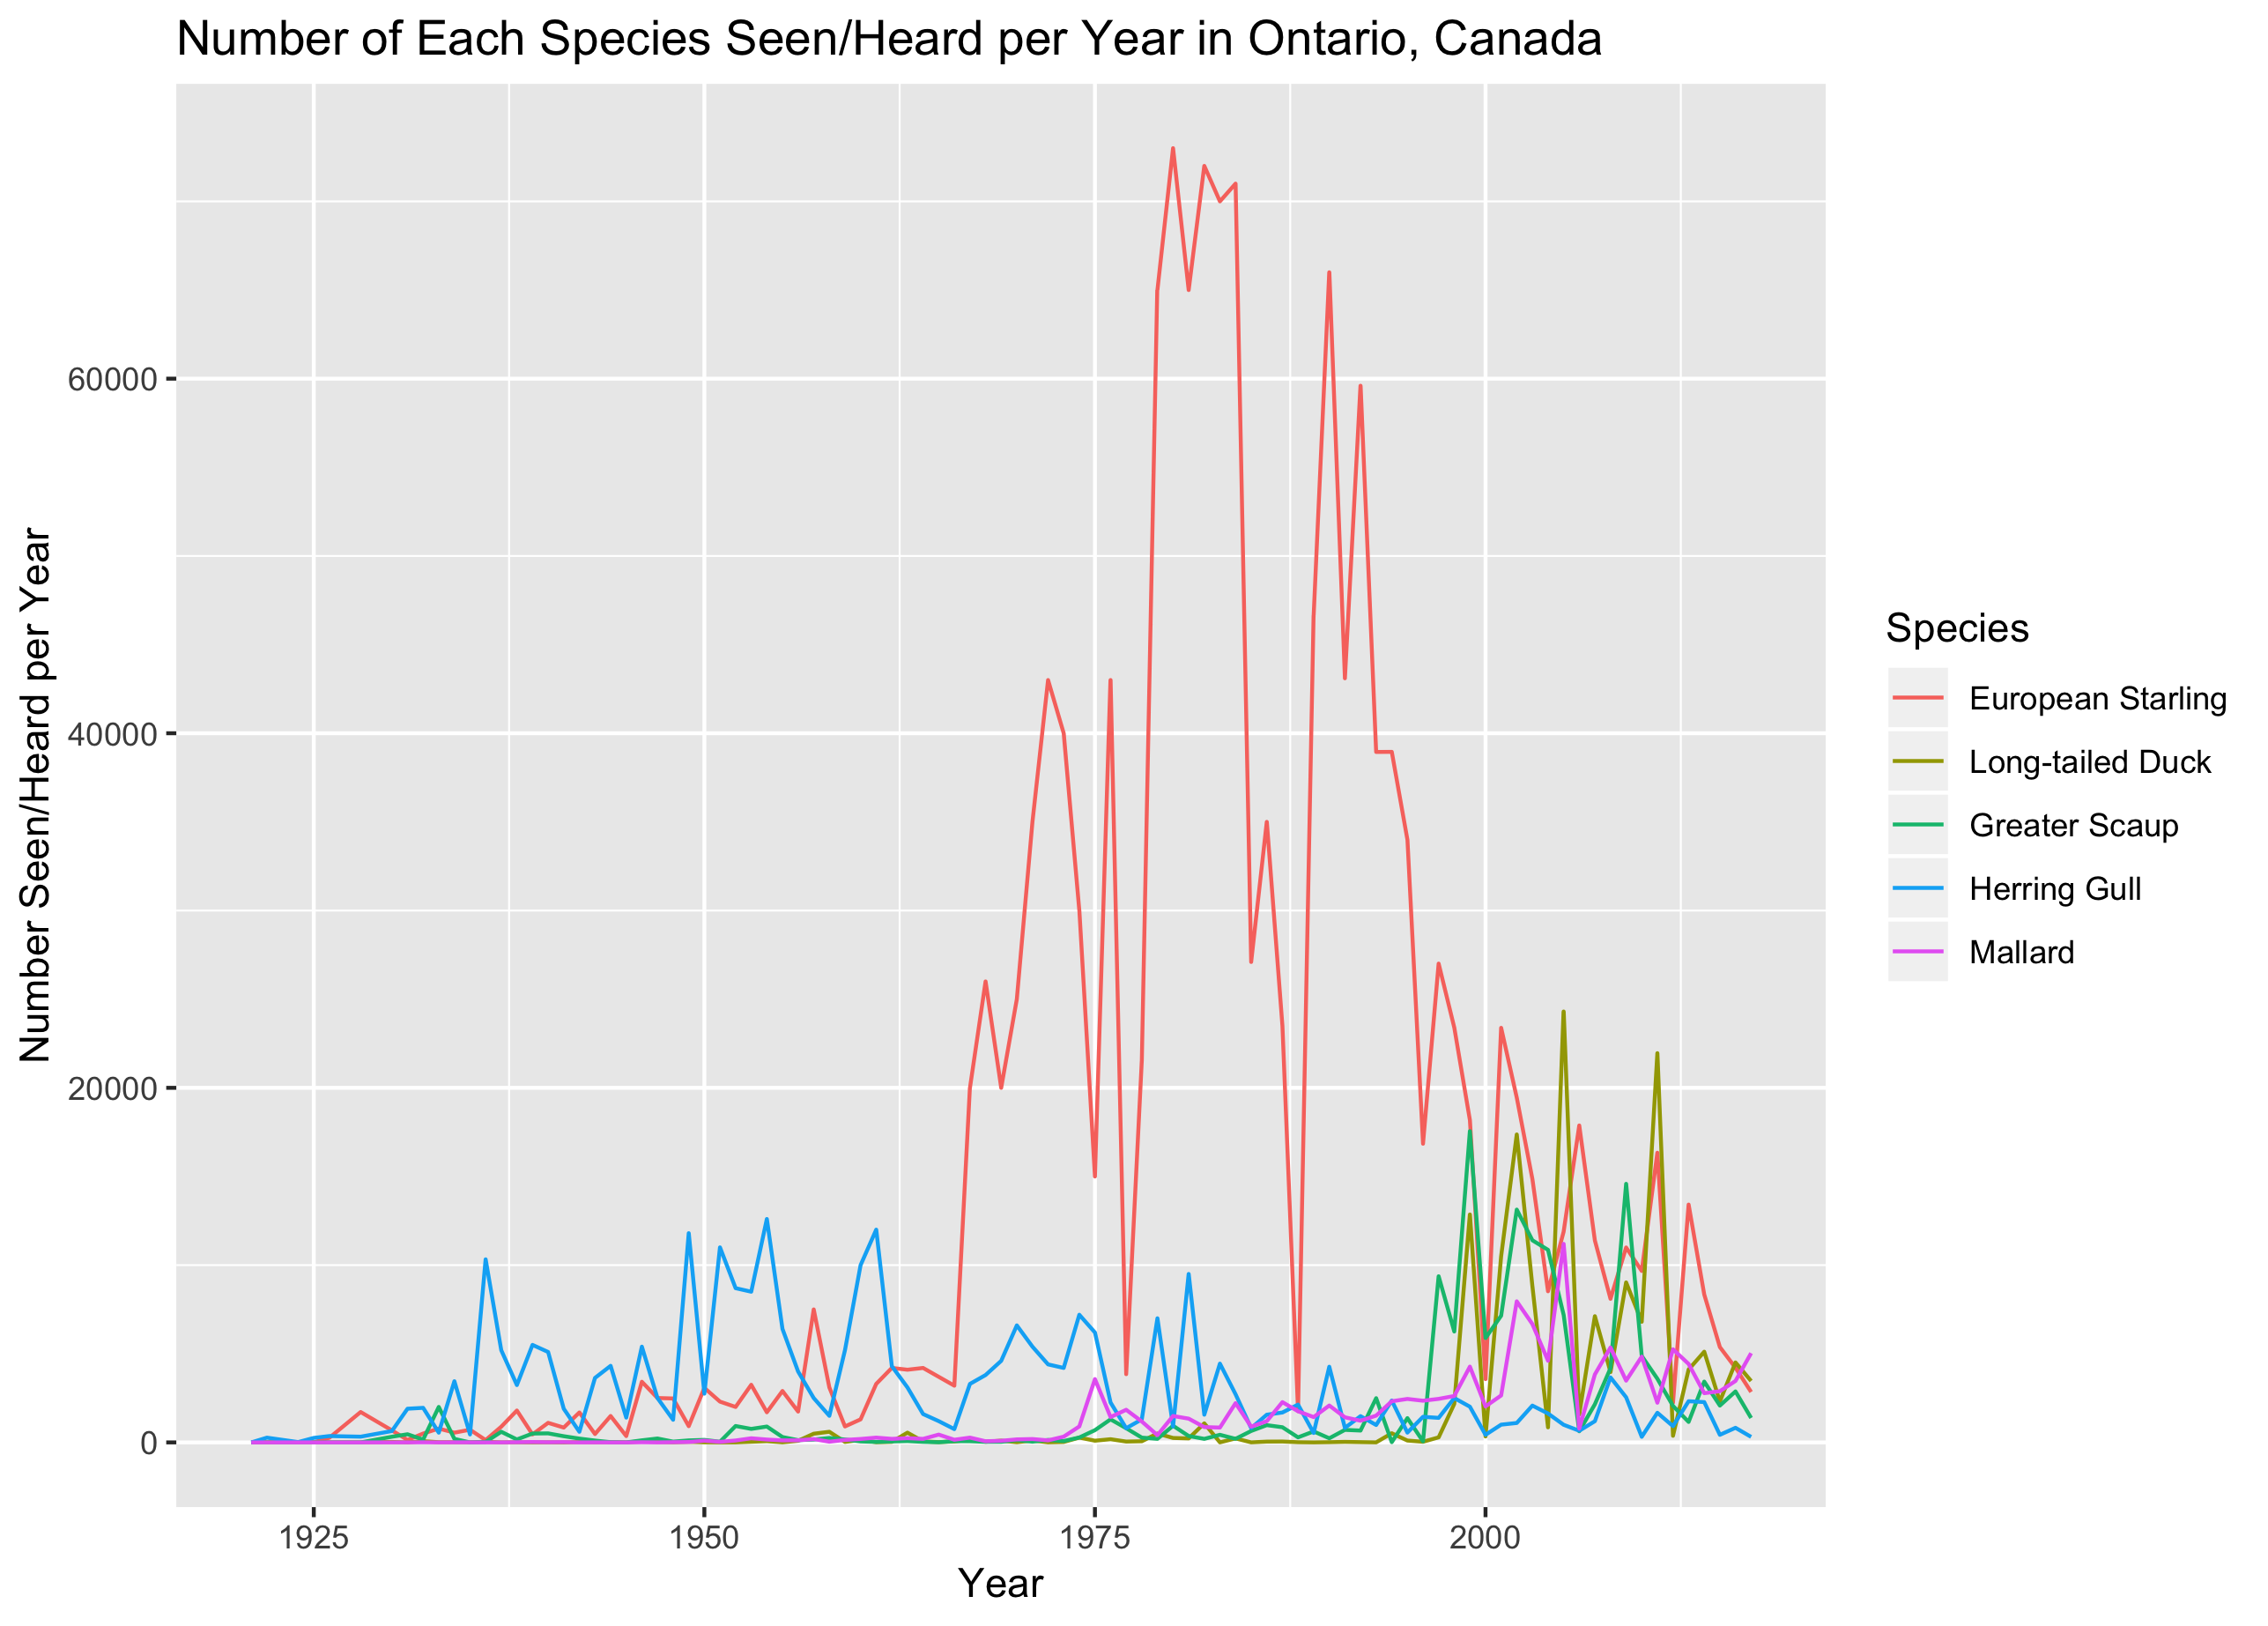 Number of Each Species Seen/Heard per Year in Ontario, Canada
Number Seen/Heard per Year
60000
40000
20000
0
1925
1950
1975
2000
Year
Species
European Starling
Long-tailed Duck
Greater Scaup
Herring Gull
Mallard